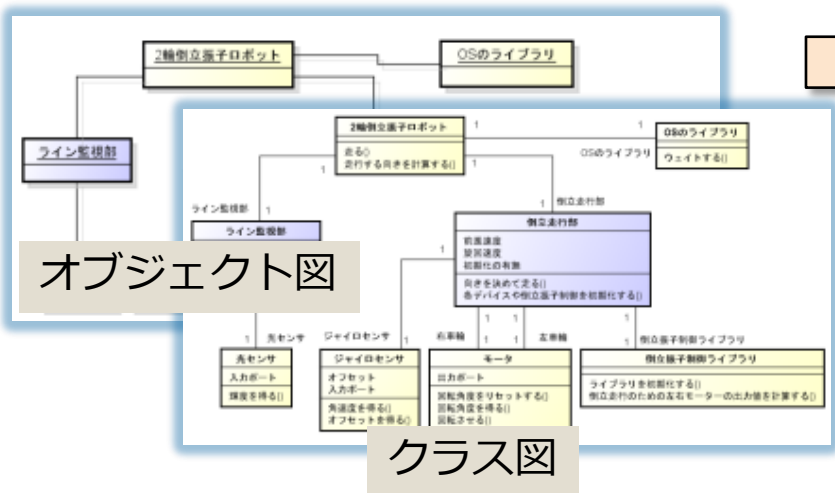 2輪倒立振子ロボット
OSのライブラリ
ライン監視部
2輪倒立振子ロボット
走る()
走行する向きを計算する()
1
1
OSのライブラリ
ウェイトする()
OSのライブラリ
1
1
ライン監視部
1
1
倒立走行部
ライン監視部
倒立走行部
前進速度
旋回速度
初期化の有無
向きを決めて走る()
各デバイスや倒立振子制御を初期化する()
1
オブジェクト図
1
1
1
1
光センサ
ジャイロセンサ
1
右車輪
1
1
左車輪
1
倒立振子制御ライブラリ
光センサ
入力ポート
輝度を得る()
ジャイロセンサ
オフセット
入力ポート
角速度を得る()
オフセットを得る()
モータ
出力ポート
回転角度をリセットする()
回転角度を得る()
回転させる()
倒立振子制御ライブラリ
ライブラリを初期化する()
倒立走行のための左右モーターの出力値を計算する()
クラス図